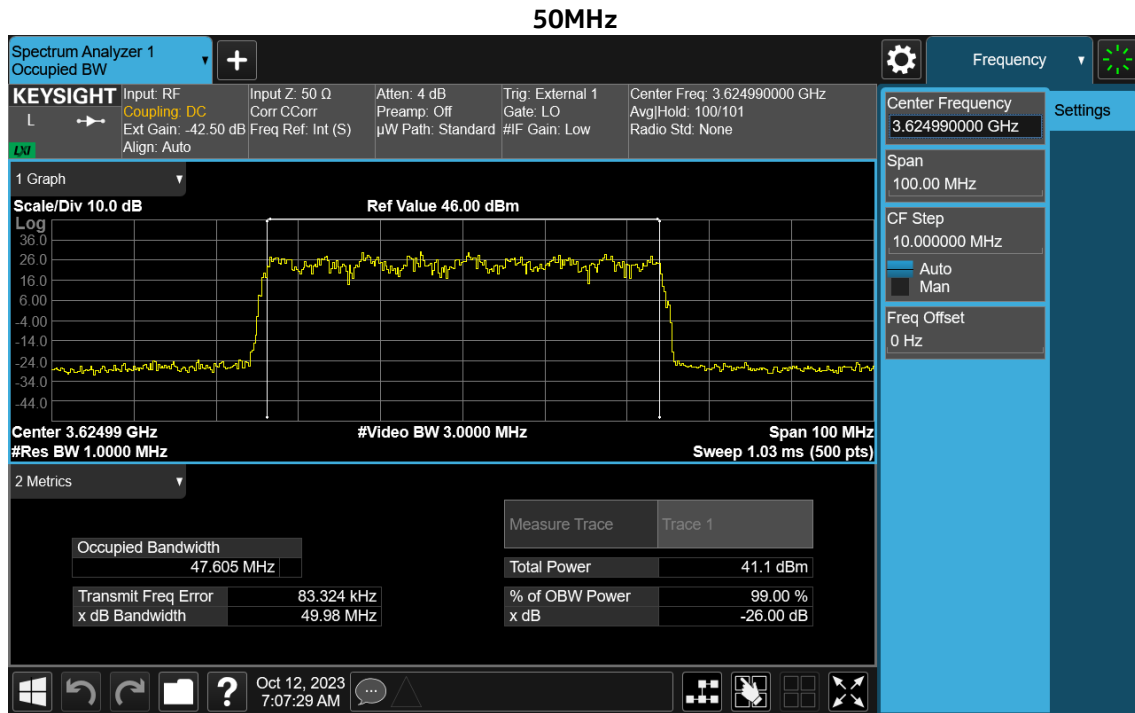 50MHz
Spectrum Analyzer 1
Occupied BW
Frequency
KEYSIGHT
L
LXI
Input: RF
Coupling: DC
Ext Gain: -42.50 dB
Align: Auto
Input Z: 50 Ω
Corr CCorr
Freq Ref: Int (S)
Atten: 4 dB
Preamp: Off
µW Path: Standard
Trig: External 1
Gate: LO
#IF Gain: Low
Center Freq: 3.624990000 GHz
Avg|Hold: 100/101
Radio Std: None
Center Frequency
3.624990000 GHz
Settings
Span
100.00 MHz
CF Step
10.000000 MHz
Auto
Man
Freq Offset
0 Hz
1 Graph
Scale/Div 10.0 dB
Ref Value 46.00 dBm
Log
36.0
26.0
16.0
6.00
-4.00
-14.0
-24.0
-34.0
-44.0
Center 3.62499 GHz
#Video BW 3.0000 MHz
Span 100 MHz
#Res BW 1.0000 MHz
Sweep 1.03 ms (500 pts)
2 Metrics
Measure Trace
Trace 1
Occupied Bandwidth
47.605 MHz
Total Power
41.1 dBm
Transmit Freq Error
83.324 kHz
% of OBW Power
99.00 %
x dB Bandwidth
49.98 MHz
x dB
-26.00 dB
?
Oct 12, 2023
7:07:29 AM